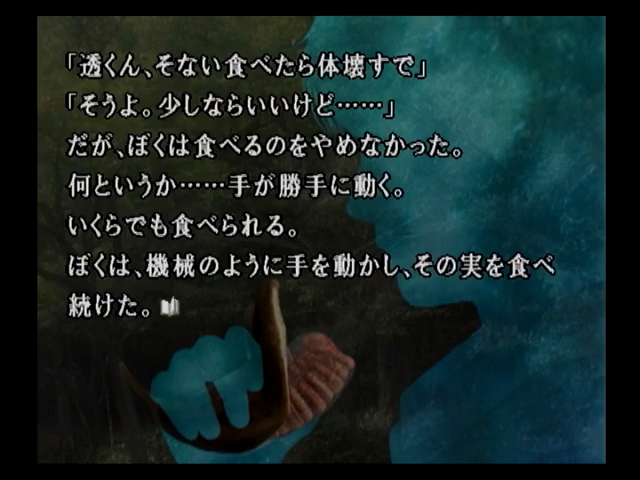 「透くん、そない食べたら体壊すで」
「そうよ。少しならいいけど……」
だが、ぼくは食べるのをやめなかった。
何というか……手が勝手に動く。
いくらでも食べられる。
ぼくは、機械のように手を動かし、その実を食べ
続けた。